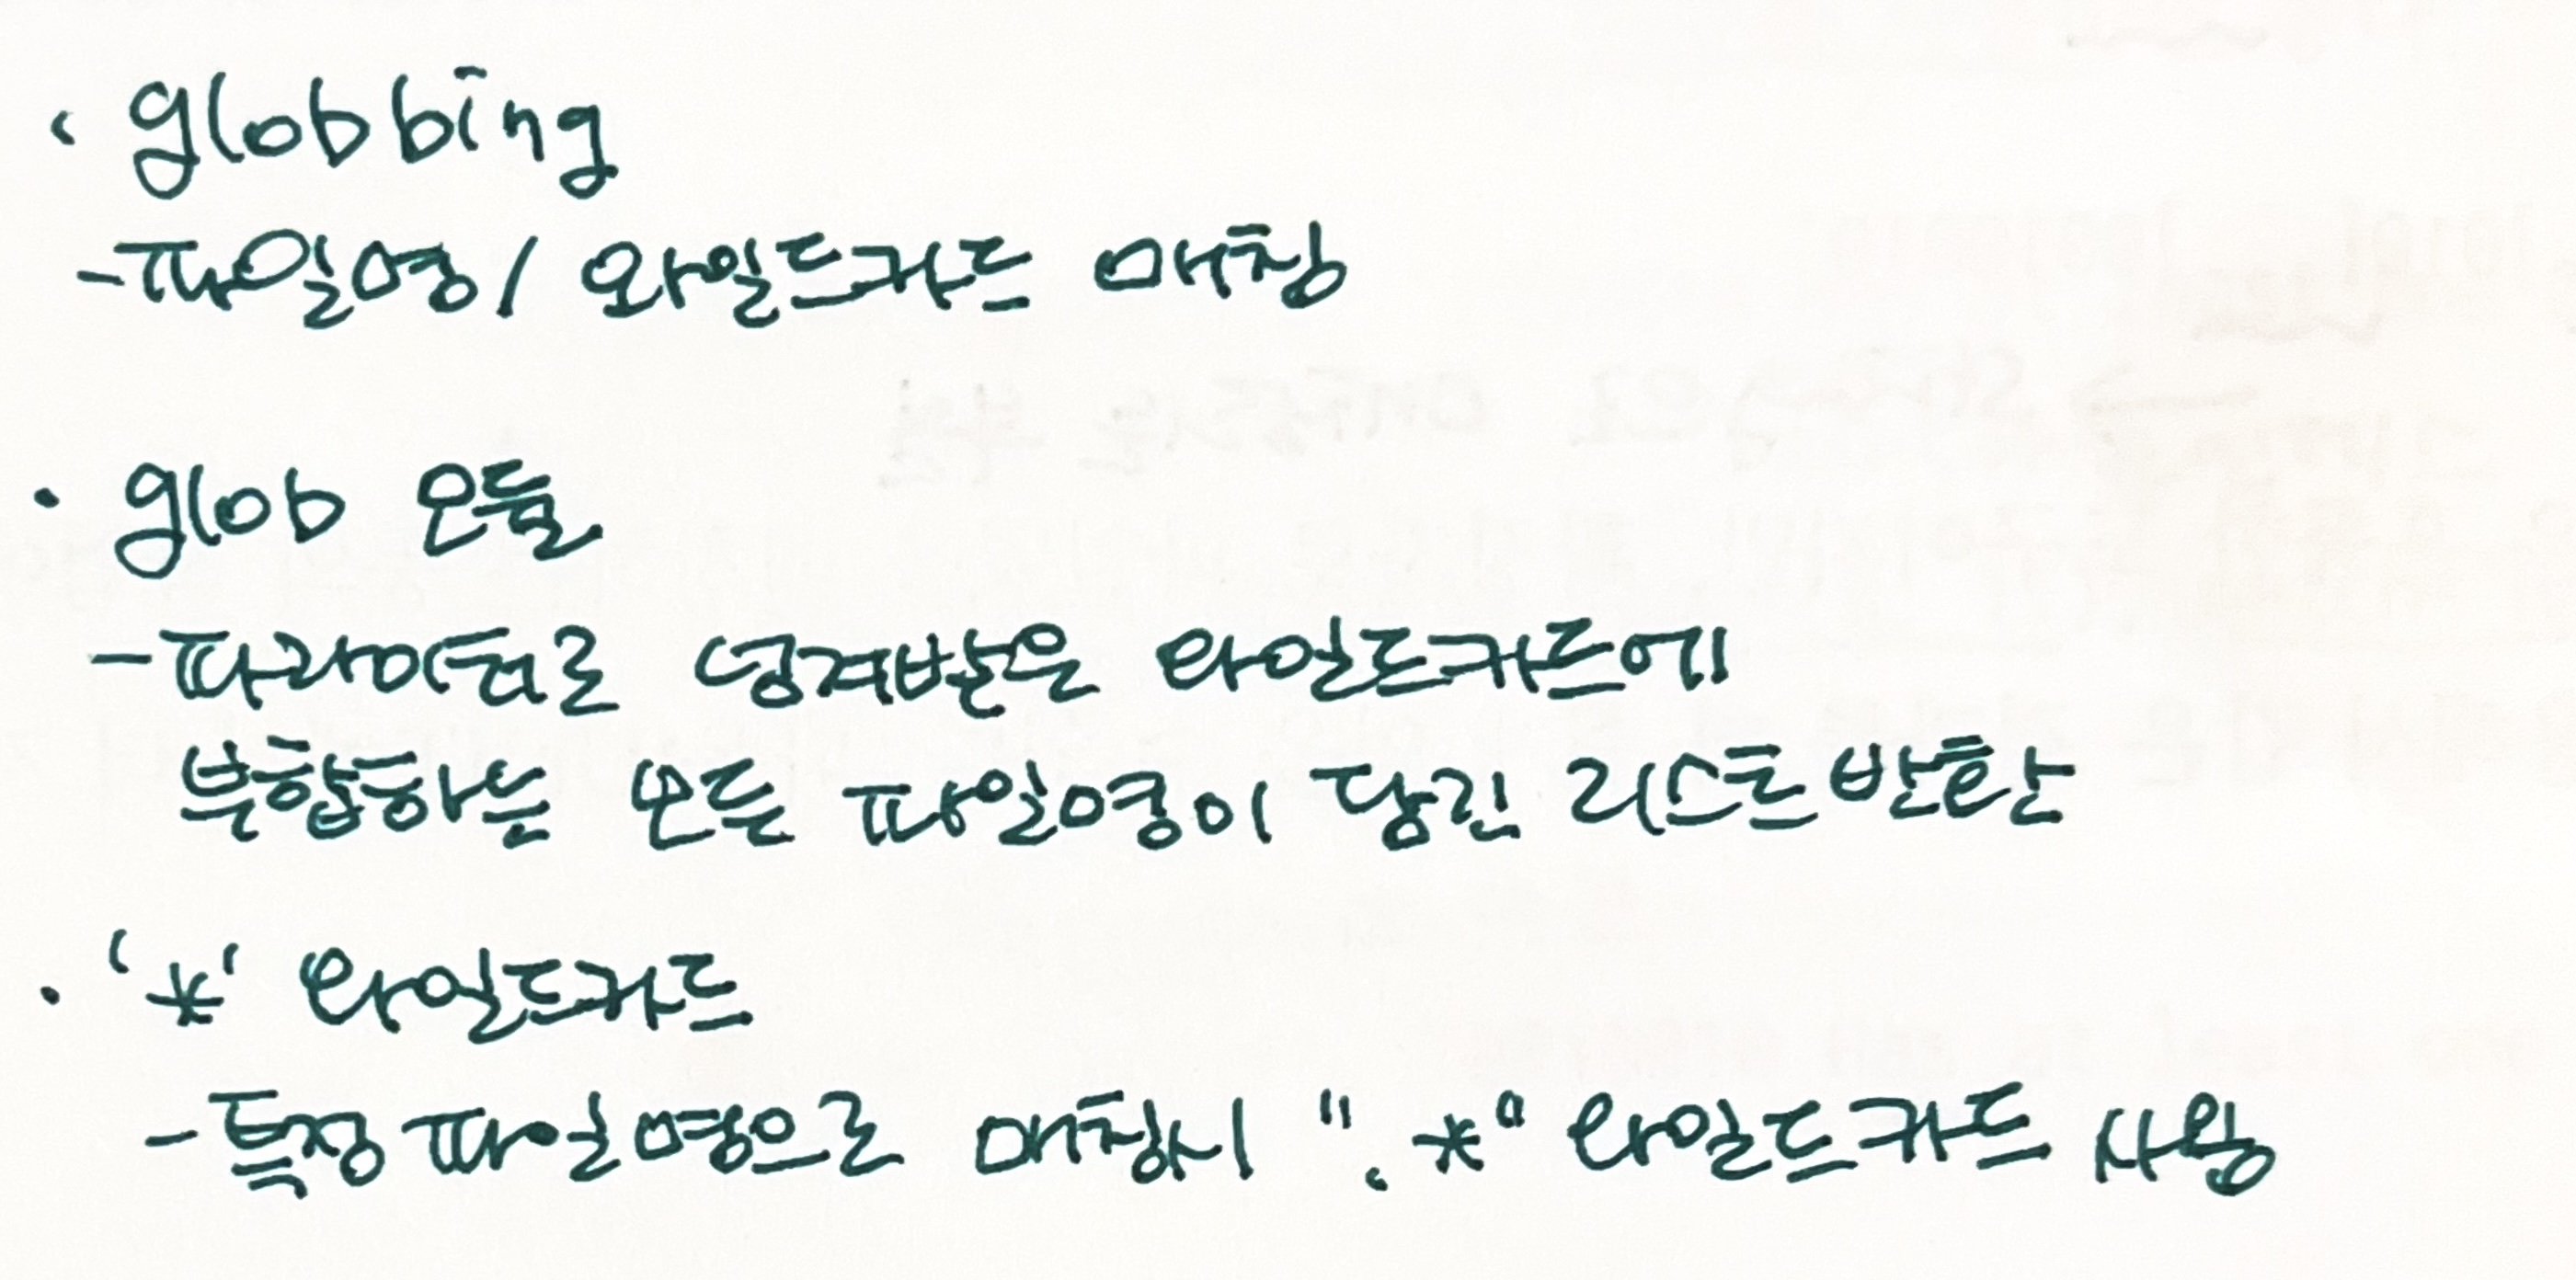 · globbing
- 파일명/ 와일드카드 매칭
· glob 모듈
- 파라미터로 넘겨받은 와일드카드에
부합하는 모든 파일명이 담긴 리스트 반환
· '*' 와일드카드
- 특정 파일명으로 매칭시 ".*" 와일드카드 사용